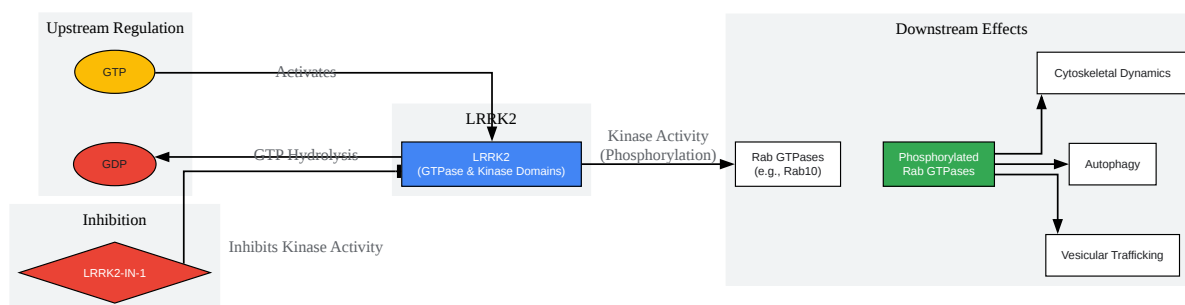 Upstream Regulation
GTP
Activates
GDP
GTP Hydrolysis
Inhibition
LRRK2-IN-1
Inhibits Kinase Activity
LRRK2
LRRK2
(GTPase & Kinase Domains)
Kinase Activity
(Phosphorylation)
Downstream Effects
Rab GTPases
(e.g., Rab10)
Phosphorylated
Rab GTPases
Cytoskeletal Dynamics
Autophagy
Vesicular Trafficking